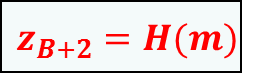 z_{B+2} = H(m)